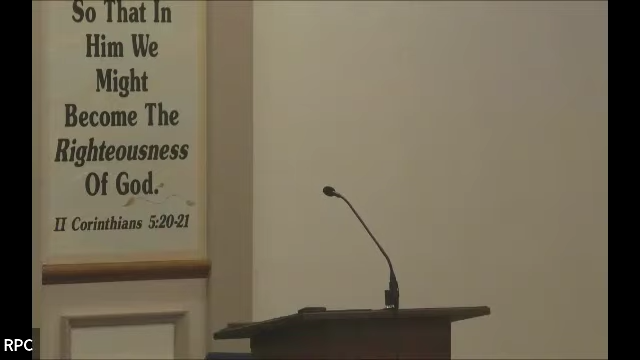 So That In
Him We
Might
Become The
Righteousness
Of God.
II Corinthians 5:20-21
RPC